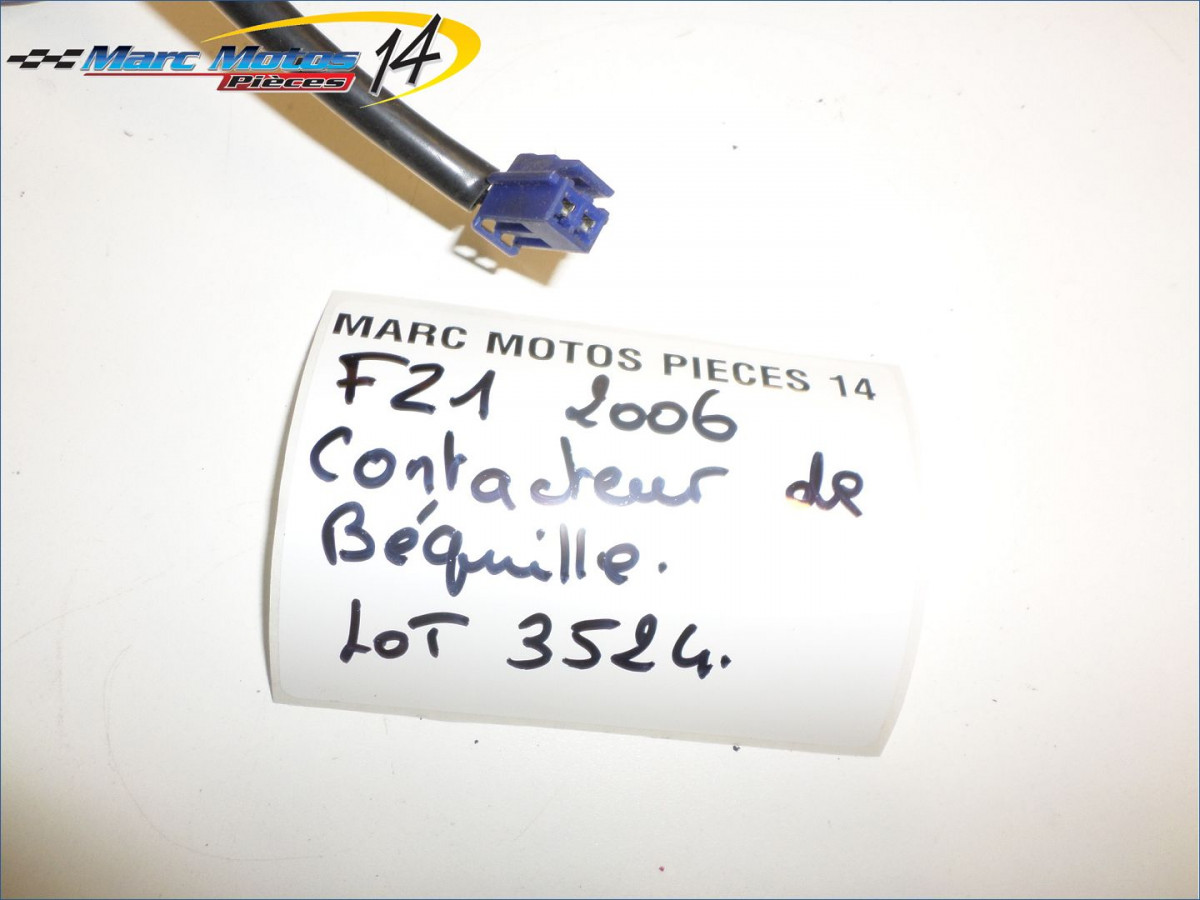 Marc Motos 14
Pièces
MARC MOTOS PIECES 14
FZ1 2006
Contacteur de
Béquille.
LOT 3524.